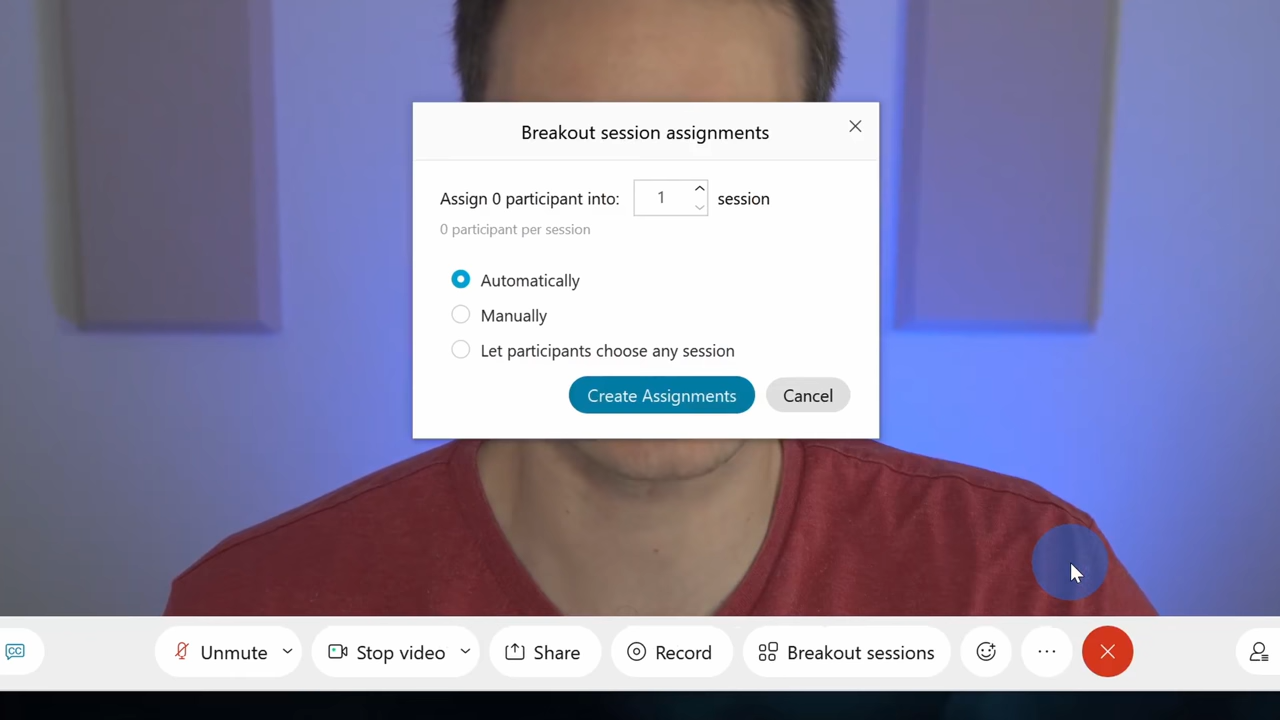 Breakout session assignments
Assign 0 participant into: 1 session
0 participant per session
Automatically
Manually
Let participants choose any session
Create Assignments Cancel
CC Unmute Stop video Share Record Breakout sessions